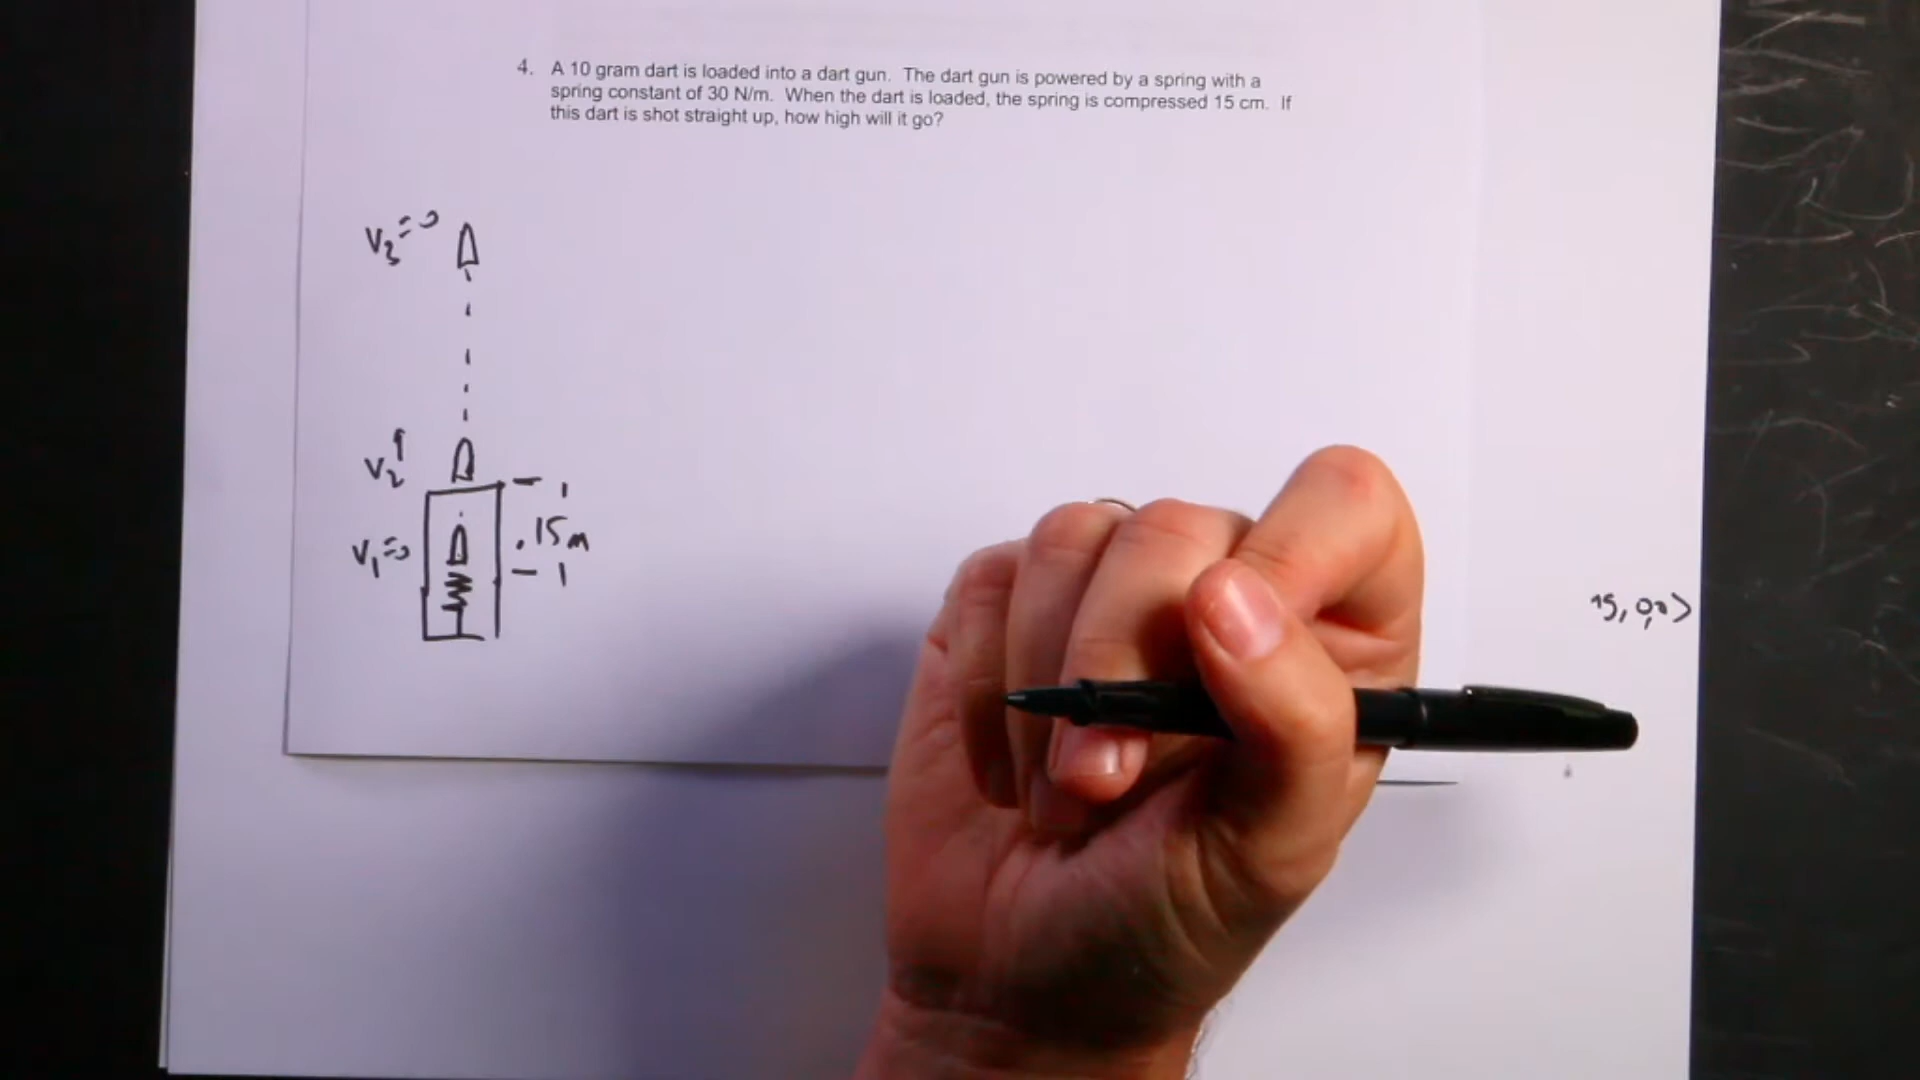 4. A 10 gram dart is loaded into a dart gun. The dart gun is powered by a spring with a
spring constant of 30 N/m. When the dart is loaded, the spring is compressed 15 cm. If
this dart is shot straight up, how high will it go?
v₃=0
v₂
v₁=0
.15m